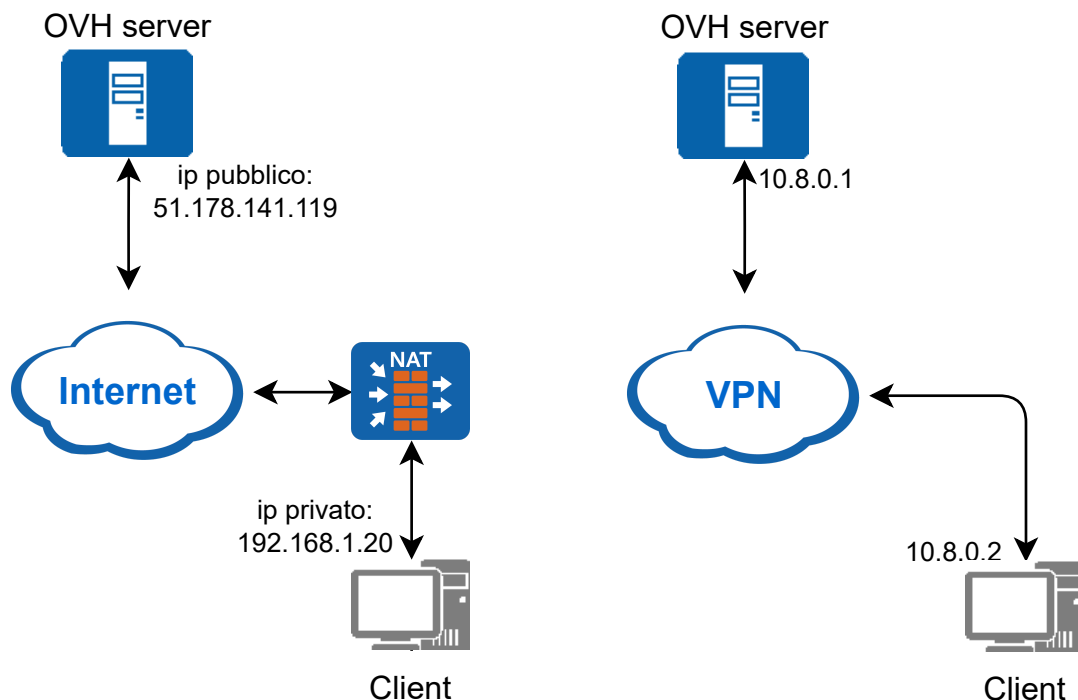 OVH server
ip pubblico:
51.178.141.119
Internet
NAT
ip privato:
192.168.1.20
Client
OVH server
10.8.0.1
VPN
10.8.0.2
Client